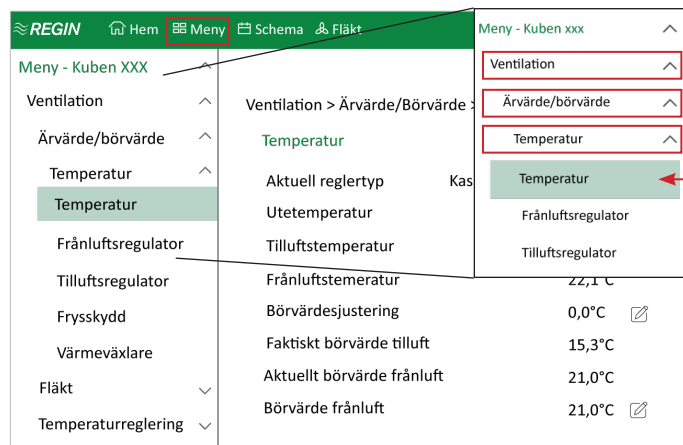 REGIN Hem Meny Schema Fläkt
Meny - Kuben XXX
Ventilation
Ärvärde/börvärde
Temperatur
Temperatur
Frånluftsregulator
Tilluftsregulator
Frysskydd
Värmeväxlare
Fläkt
Temperaturreglering
Ventilation > Ärvärde/Börvärde >
Temperatur
Aktuell reglertyp Kas
Utetemperatur
Tilluftstemperatur
Frånluftstemeratur 22,1°C
Börvärdesjustering 0,0°C
Faktiskt börvärde tilluft 15,3°C
Aktuellt börvärde frånluft 21,0°C
Börvärde frånluft 21,0°C
Meny - Kuben xxx
Ventilation
Ärvärde/börvärde
Temperatur
Temperatur
Frånluftsregulator
Tilluftsregulator